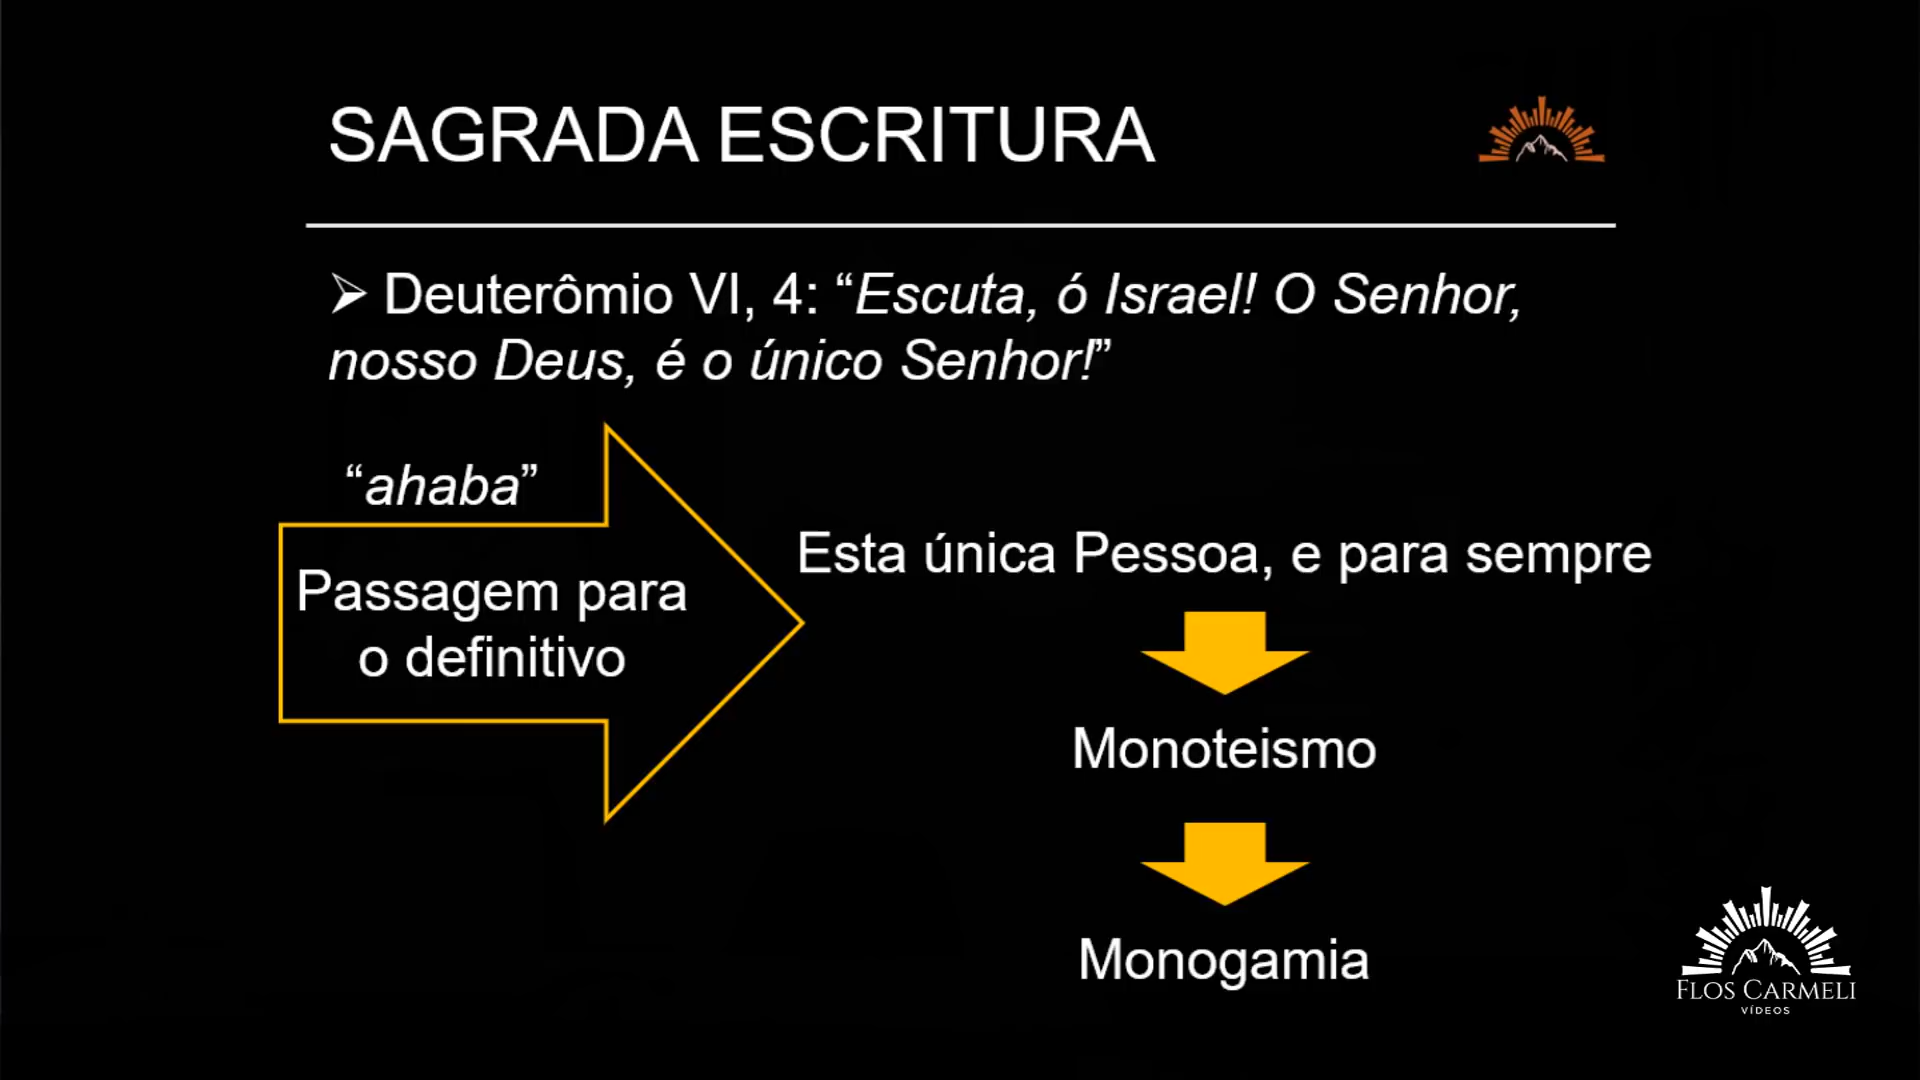 SAGRADA ESCRITURA
➢ Deuterômio VI, 4: “Escuta, ó Israel! O Senhor,
nosso Deus, é o único Senhor!”
“ahaba”
Passagem para
o definitivo
Esta única Pessoa, e para sempre
Monoteismo
Monogamia
FLOS CARMELI
VÍDEOS